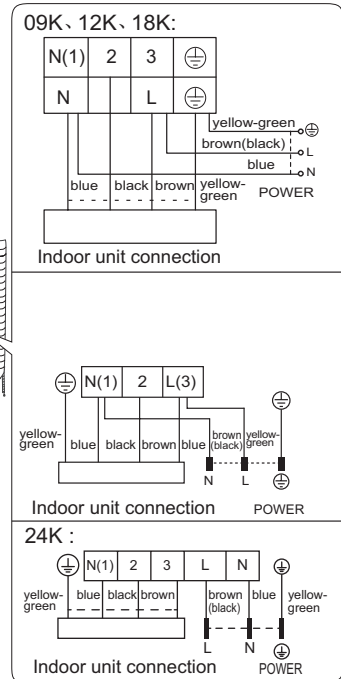 09K、12K、18K:
N(1) 2 3
N L
yellow-green
brown(black) L
blue N
blue black brown yellow-green
POWER
Indoor unit connection
N(1) 2 L(3)
yellow-green blue black brown blue brown (black) yellow-green
N L
Indoor unit connection POWER
24K :
N(1) 2 3 L N
yellow-green blue black brown brown (black) blue yellow-green
L N
Indoor unit connection POWER